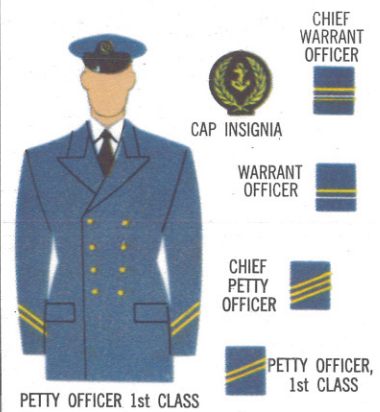 CHIEF
WARRANT
OFFICER
CAP INSIGNIA
WARRANT
OFFICER
CHIEF
PETTY
OFFICER
PETTY OFFICER,
1st CLASS
PETTY OFFICER 1st CLASS